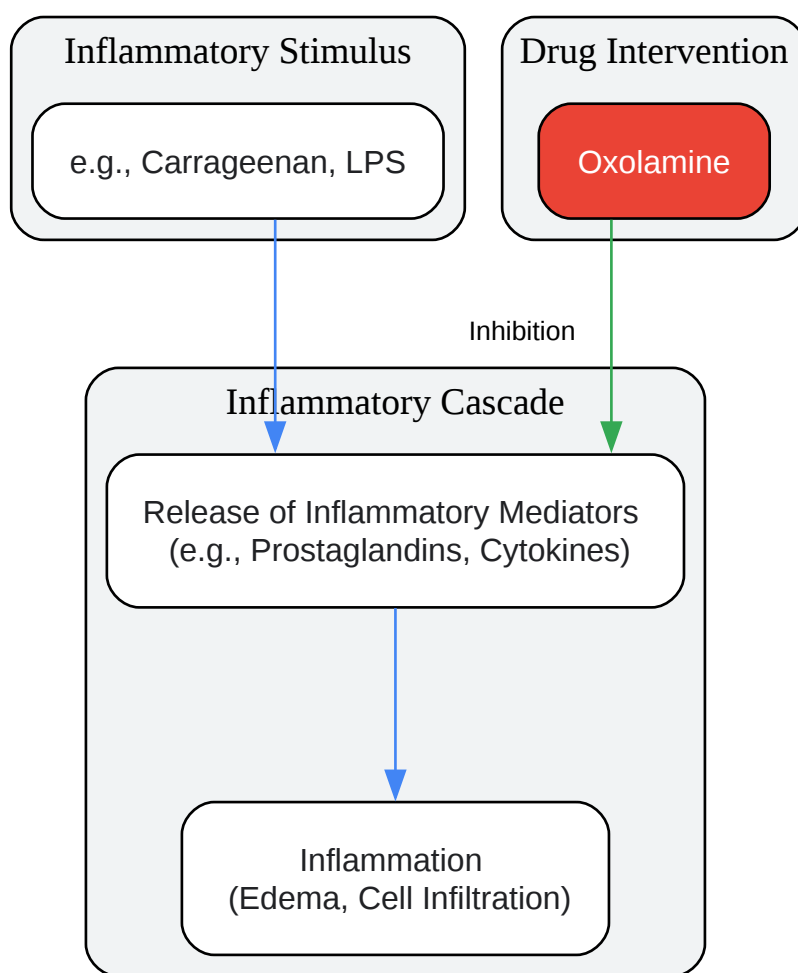 Inflammatory Stimulus
e.g., Carrageenan, LPS
Drug Intervention
Oxolamine
Inhibition
Inflammatory Cascade
Release of Inflammatory Mediators
(e.g., Prostaglandins, Cytokines)
Inflammation
(Edema, Cell Infiltration)